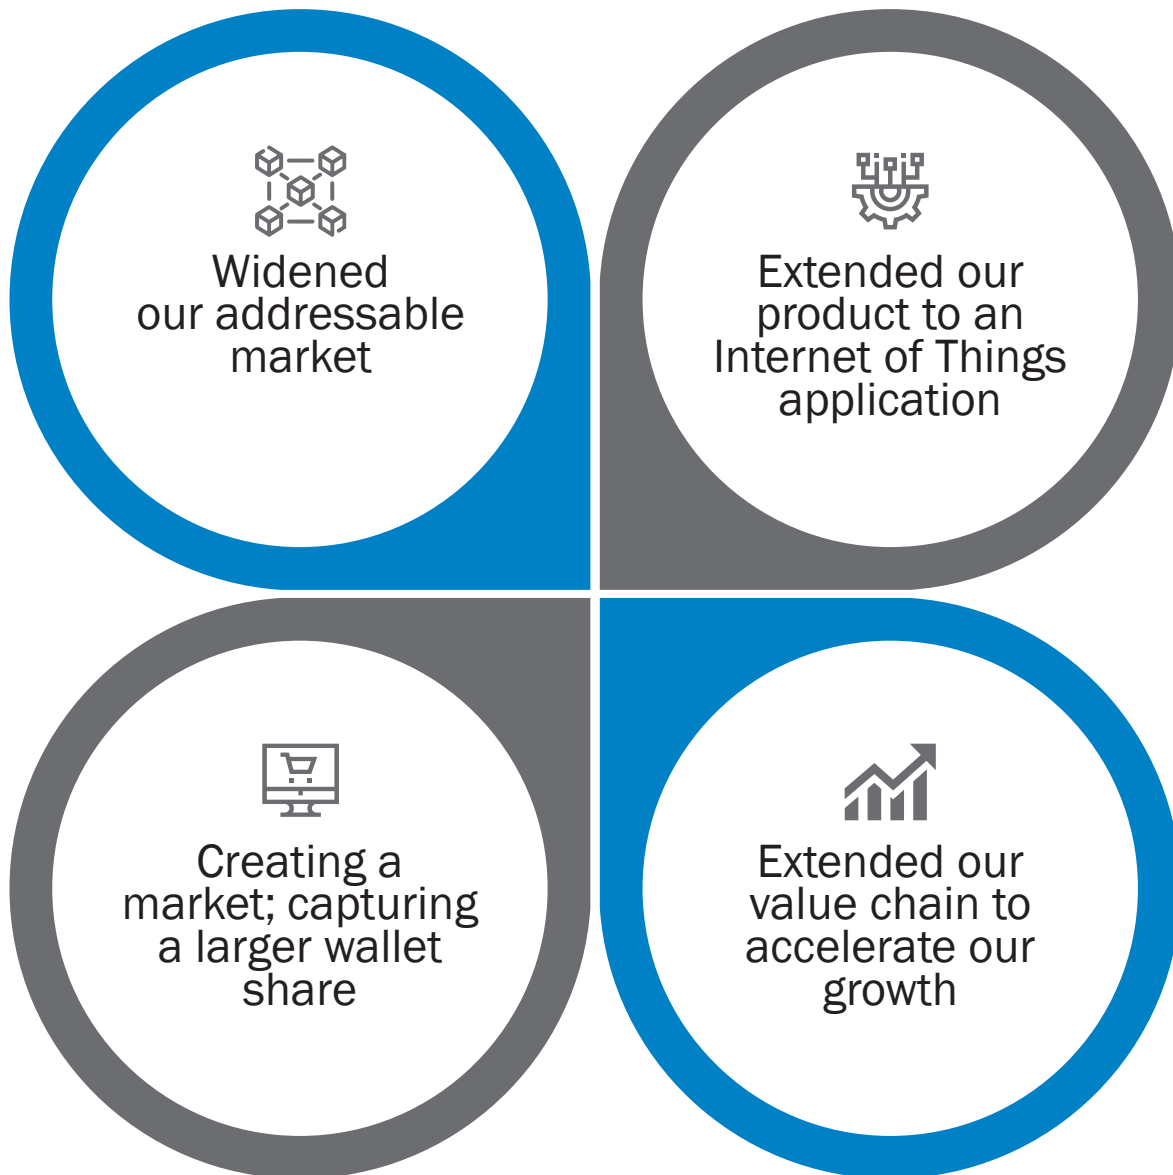 Widened
our addressable
market
Extended our
product to an
Internet of Things
application
Creating a
market; capturing
a larger wallet
share
Extended our
value chain to
accelerate our
growth